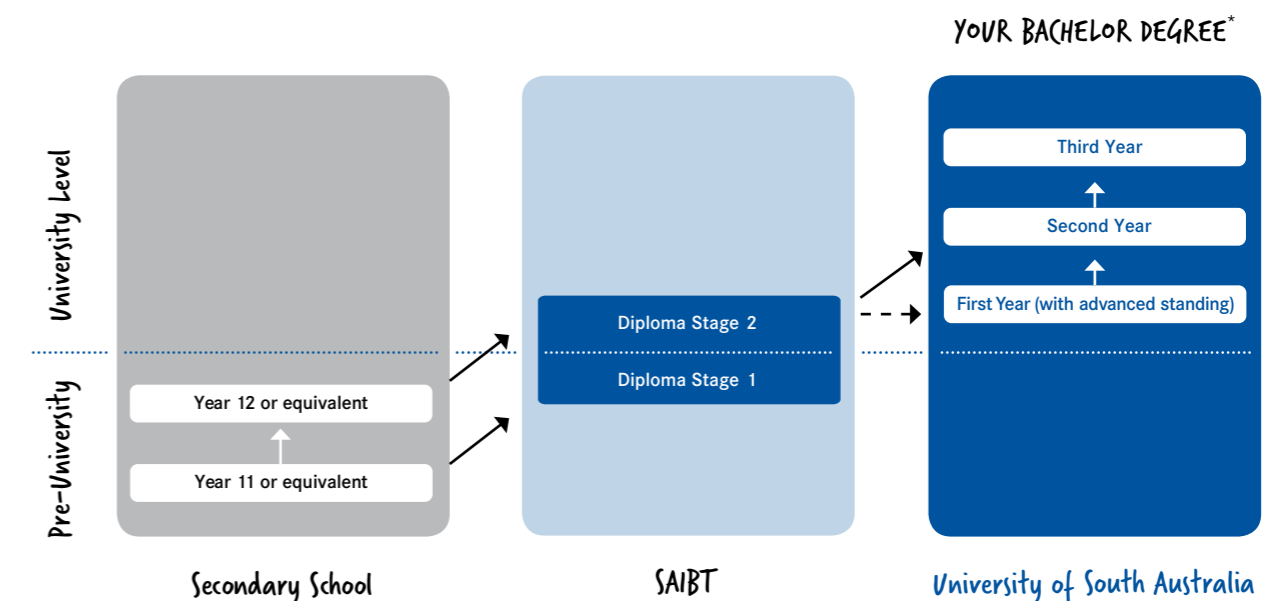 YOUR BACHELOR DEGREE*
University Level
Pre-University
Year 12 or equivalent
Year 11 or equivalent
Secondary School
Diploma Stage 2
Diploma Stage 1
SAIBT
Third Year
Second Year
First Year (with advanced standing)
University of South Australia